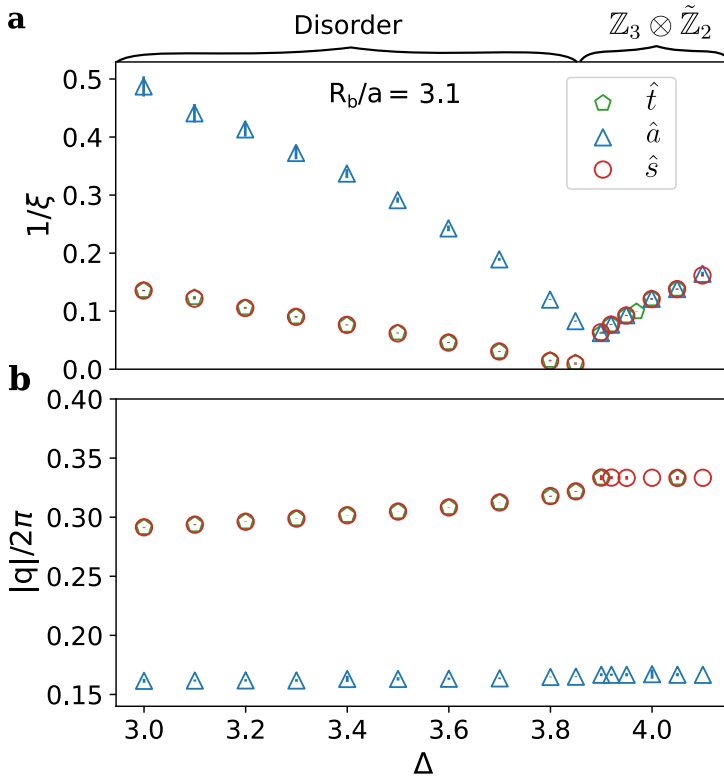 a
Disorder
ℤ₃ ⊗ ℤ̃₂
R_b/a = 3.1
t̂
â
ŝ
1/ξ
0.5
0.4
0.3
0.2
0.1
0.0
b
|q|/2π
0.40
0.35
0.30
0.25
0.20
0.15
3.0 3.2 3.4 3.6 3.8 4.0
Δ